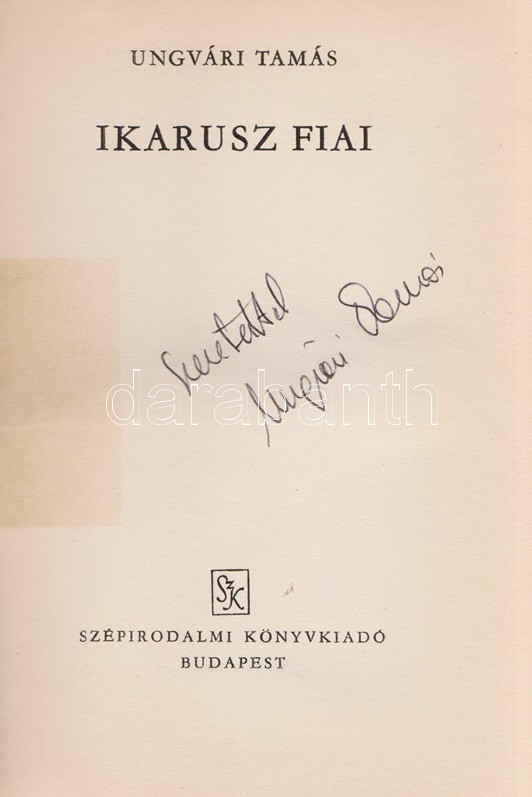 UNGVÁRI TAMÁS
IKARUSZ FIAI
Szeretettel
Ungvári Tamás
darabanth
SzK
SZÉPIRODALMI KÖNYVKIADÓ
BUDAPEST